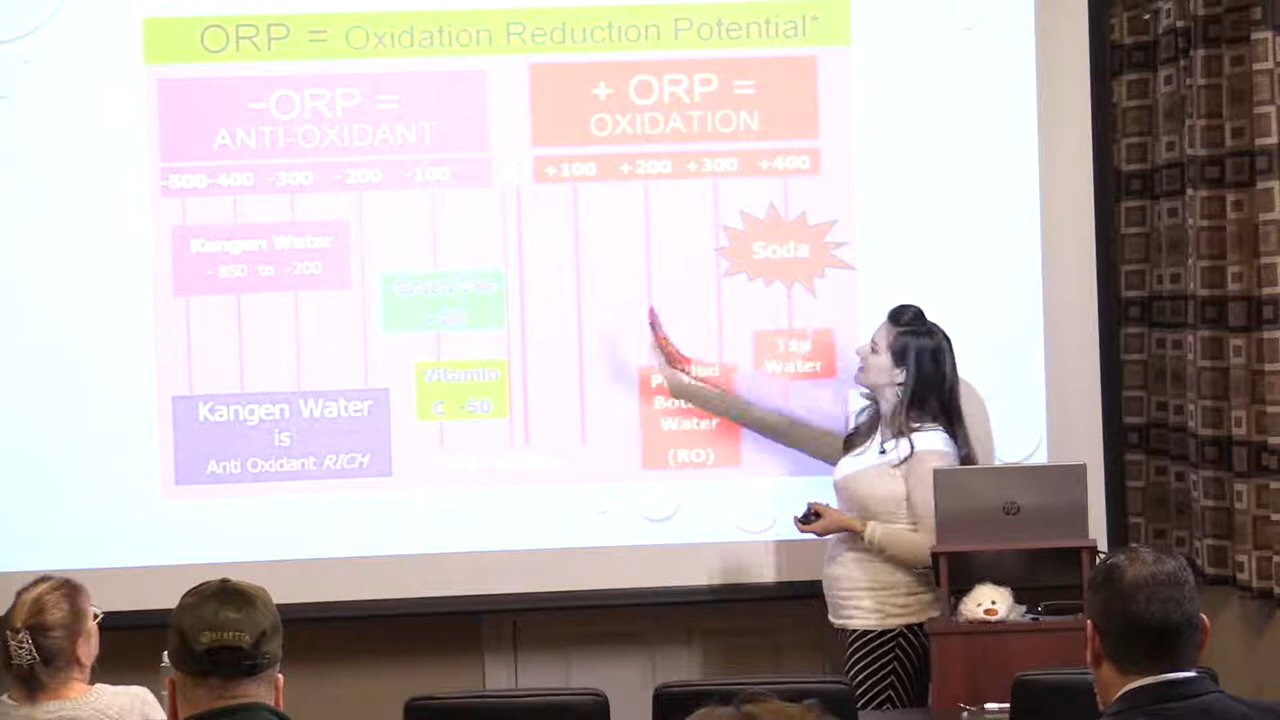 ORP = Oxidation Reduction Potential*
-ORP =
ANTI-OXIDANT
-500 -400 -300 -200 -100
+ ORP =
OXIDATION
+100 +200 +300 +400
Kangen Water
- 850 to -200
Soda
Tap
Water
Vitamin
C -50
Water
(RO)
Kangen Water
is
Anti Oxidant RICH
hp
BERETTA